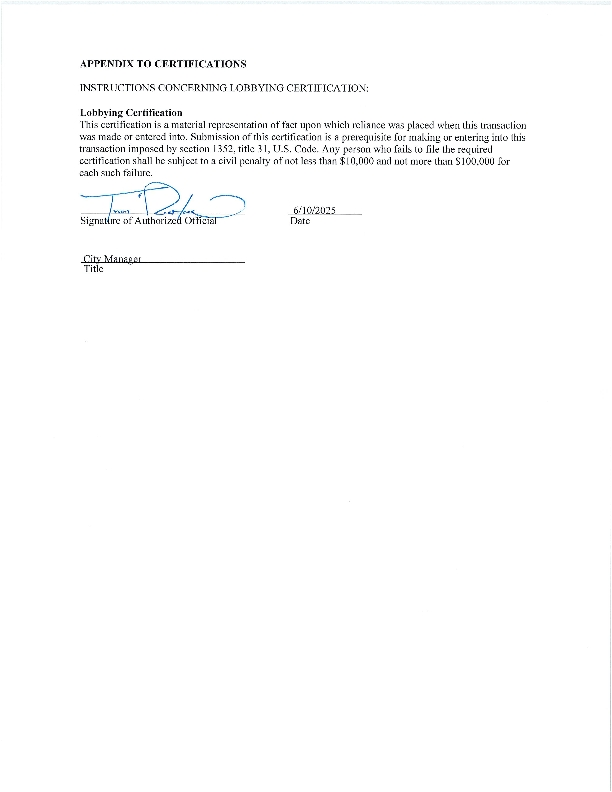 APPENDIX TO CERTIFICATIONS
INSTRUCTIONS CONCERNING LOBBYING CERTIFICATION:
Lobbying Certification
This certification is a material representation of fact upon which reliance was placed when this transaction
was made or entered into. Submission of this certification is a prerequisite for making or entering into this
transaction imposed by section 1352, title 31, U.S. Code. Any person who fails to file the required
certification shall be subject to a civil penalty of not less than $10,000 and not more than $100,000 for
each such failure.
6/10/2025
Signature of Authorized Official Date
City Manager
Title